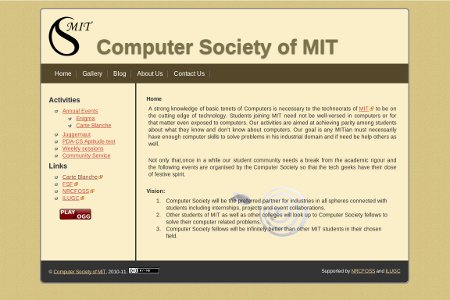 MIT
Computer Society of MIT
Home Gallery Blog About Us Contact Us
Activities
Annual Events
Enigma
Carte Blanche
Juggernaut
PDA-CS Aptitude test
Weekly sessions
Community Service
Links
Carte Blanche
FSF
NRCFOSS
ILUGC
PLAY OGG
Home
A strong knowledge of basic tenets of Computers is necessary to the technocrats of MIT to be on
the cutting edge of technology. Students joining MIT need not be well-versed in computers or for
that matter even exposed to computers. Our activities are aimed at achieving parity among students
about what they know and don't know about computers. Our goal is any MITian must necessarily
have enough computer skills to solve problems in his industrial domain and if need be help others as
well.
Not only that,once in a while our student community needs a break from the academic rigour and
the following events are organised by the Computer Society so that the tech geeks have their dose
of festive spirit.
Vision:
1. Computer Society will be the preferred partner for industries in all spheres connected with
students including internships, projects and event collaborations.
2. Other students of MIT as well as other colleges will look up to Computer Society fellows to
solve their computer related problems.
3. Computer Society fellows will be infinitely better than other MIT students in their chosen
field.
© Computer Society of MIT, 2010-11.
Supported by NRCFOSS and ILUGC